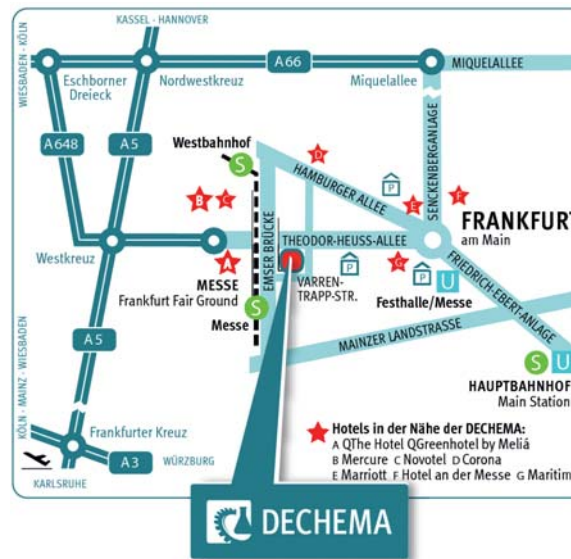 KASSEL - HANNOVER
WIESBADEN - KÖLN
A66
MIQUELALLEE
Eschborner
Dreieck
Nordwestkreuz
Miquelallee
A648
A5
Westbahnhof
S
D
P
HAMBURGER ALLEE
SENCKENBERGANLAGE
B
C
E
F
FRANKFURT
am Main
EMSER BRÜCKE
THEODOR-HEUSS-ALLEE
Westkreuz
A
G
P
P
U
MESSE
Frankfurt Fair Ground
VARREN-
TRAPP-STR.
Festhalle/Messe
FRIEDRICH-EBERT-ANLAGE
S
Messe
A5
MAINZER LANDSTRASSE
S
U
HAUPTBAHNHOF
Main Station
KÖLN - MAINZ - WIESBADEN
Frankfurter Kreuz
A3
WÜRZBURG
KARLSRUHE
Hotels in der Nähe der DECHEMA:
A QThe Hotel QGreenhotel by Meliá
B Mercure C Novotel D Corona
E Marriott F Hotel an der Messe G Maritim
DECHEMA